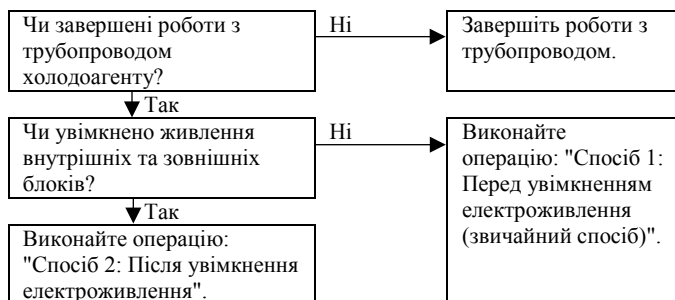 Чи завершені роботи з
трубопроводом
холодоагенту?
Ні
Завершіть роботи з
трубопроводом.
Так
Чи увімкнено живлення
внутрішніх та зовнішніх
блоків?
Ні
Виконайте
операцію: "Спосіб 1:
Перед увімкненням
електроживлення
(звичайний спосіб)".
Так
Виконайте операцію:
"Спосіб 2: Після увімкнення
електроживлення".